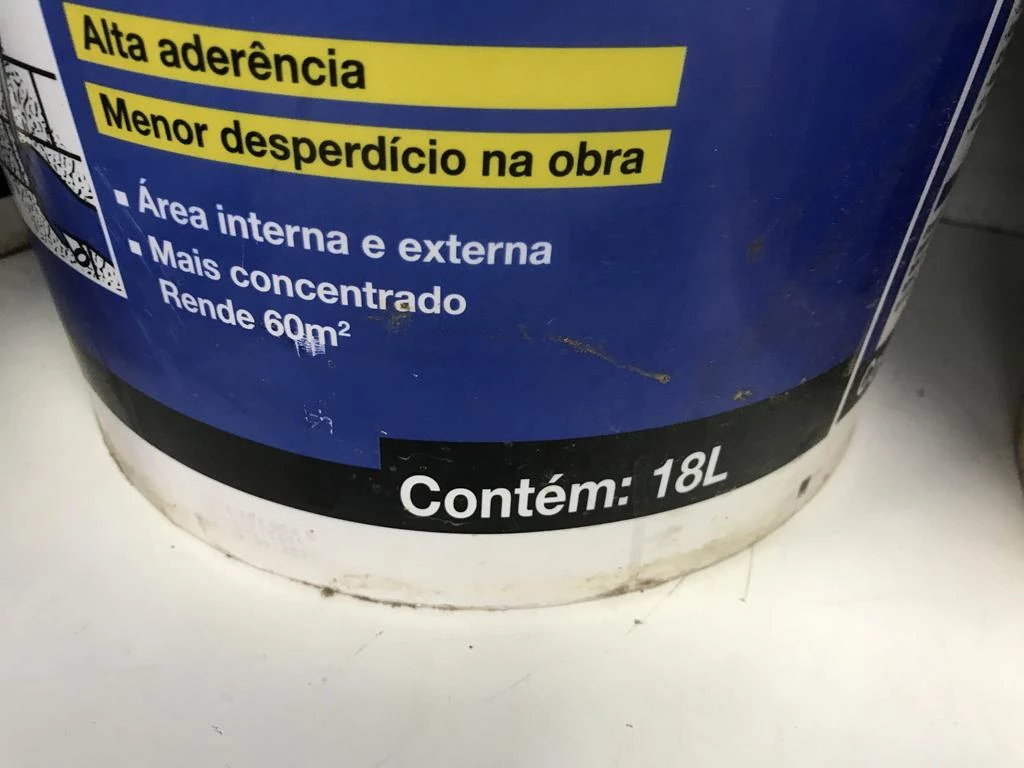 Alta aderência
Menor desperdício na obra
▪ Área interna e externa
▪ Mais concentrado
Rende 60m²
Contém: 18L